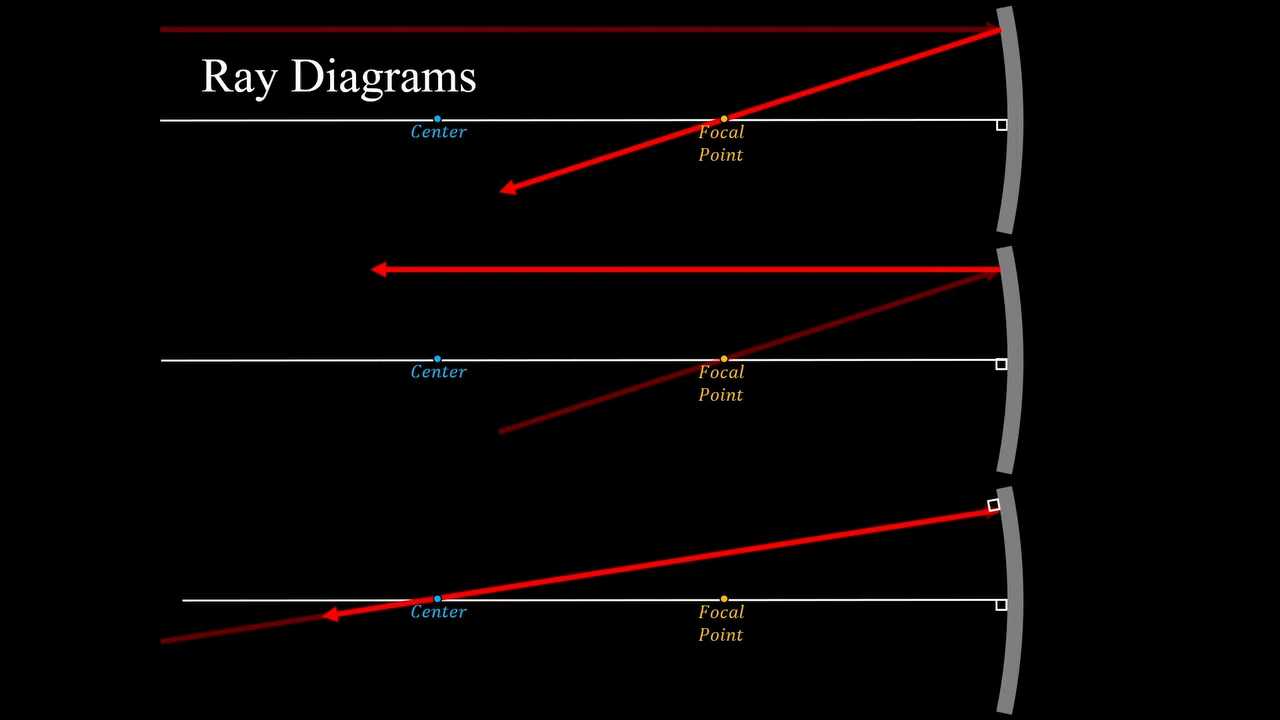 Ray Diagrams
Center
Focal
Point
Center
Focal
Point
Center
Focal
Point